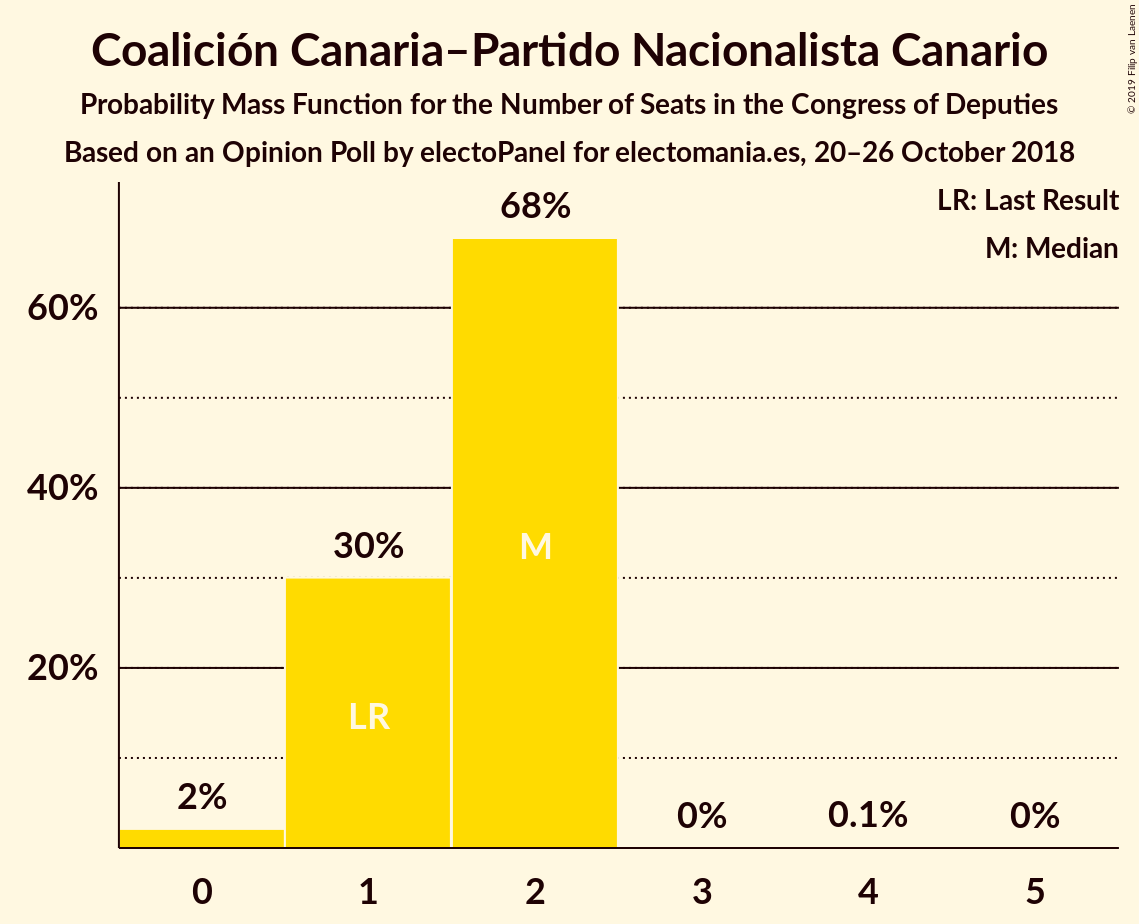 Coalición Canaria–Partido Nacionalista Canario
Probability Mass Function for the Number of Seats in the Congress of Deputies
Based on an Opinion Poll by electoPanel for electomania.es, 20–26 October 2018
© 2019 Filip van Laenen
LR: Last Result
M: Median
68%
60%
40%
30%
M
20%
LR
2%
0%
0.1%
0%
0 1 2 3 4 5